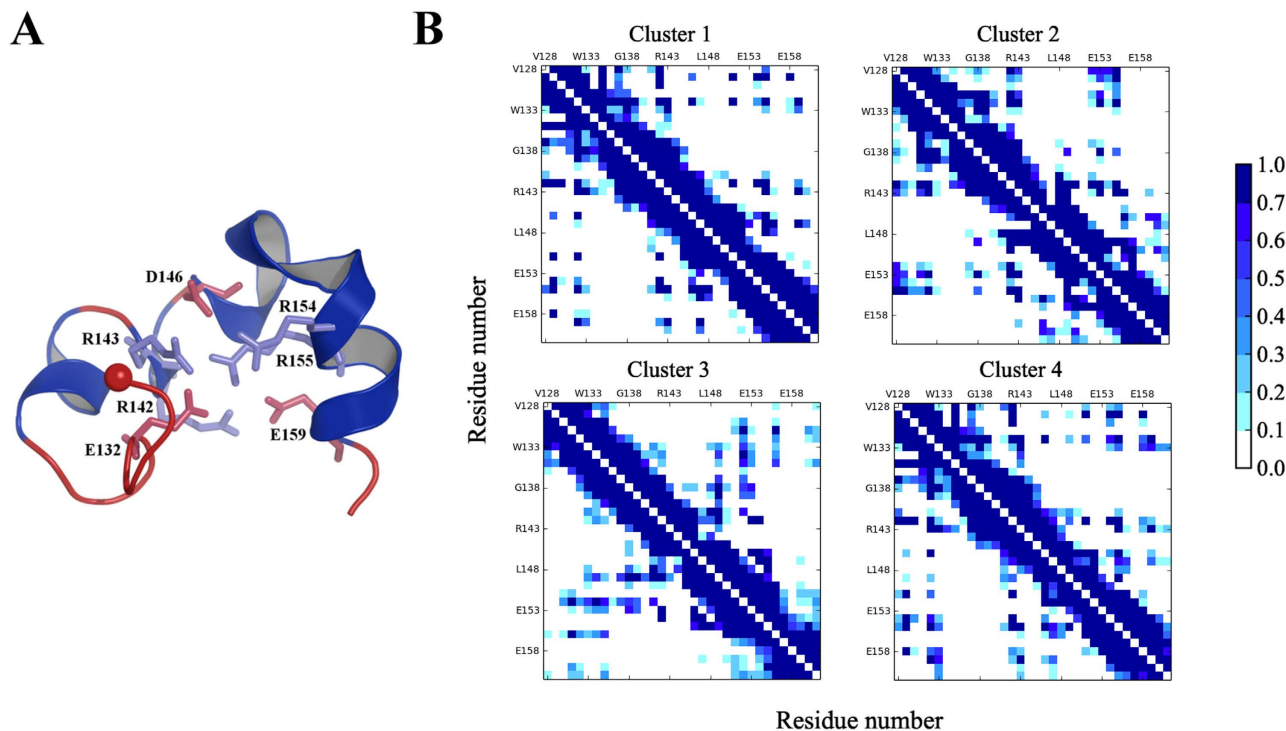 A
B
D146
R154
R143
R155
R142
E132
E159
Cluster 1
V128 W133 G138 R143 L148 E153 E158
V128
W133
G138
R143
L148
E153
E158
Cluster 2
V128 W133 G138 R143 L148 E153 E158
V128
W133
G138
R143
L148
E153
E158
Cluster 3
V128 W133 G138 R143 L148 E153 E158
V128
W133
G138
R143
L148
E153
E158
Cluster 4
V128 W133 G138 R143 L148 E153 E158
V128
W133
G138
R143
L148
E153
E158
Residue number
Residue number
1.0
0.7
0.6
0.5
0.4
0.3
0.2
0.1
0.0